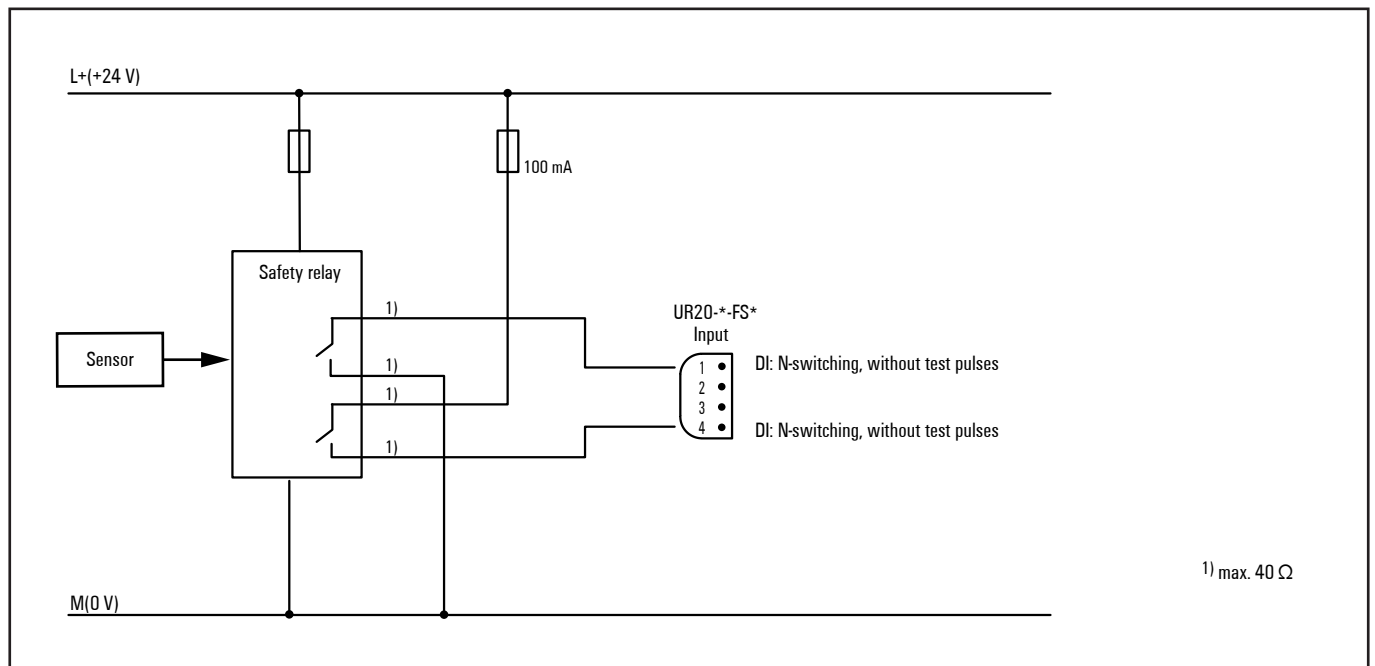 L+(+24 V)
100 mA
Safety relay
1)
UR20-*-FS*
Input
Sensor
1)
1)
1)
1 DI: N-switching, without test pulses
2
3
4 DI: N-switching, without test pulses
1) max. 40 Ω
M(0 V)